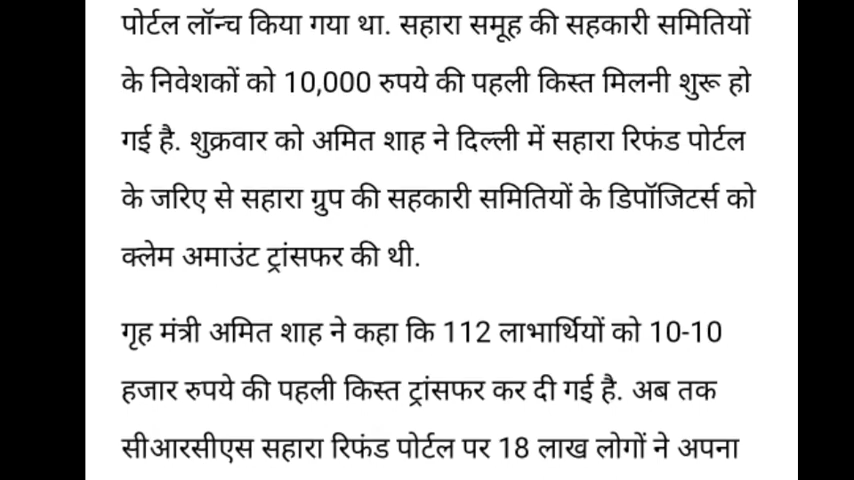 पोर्टल लॉन्च किया गया था. सहारा समूह की सहकारी समितियों
के निवेशकों को 10,000 रुपये की पहली किस्त मिलनी शुरू हो
गई है. शुक्रवार को अमित शाह ने दिल्ली में सहारा रिफंड पोर्टल
के जरिए से सहारा ग्रुप की सहकारी समितियों के डिपॉजिटर्स को
क्लेम अमाउंट ट्रांसफर की थी.
गृह मंत्री अमित शाह ने कहा कि 112 लाभार्थियों को 10-10
हजार रुपये की पहली किस्त ट्रांसफर कर दी गई है. अब तक
सीआरसीएस सहारा रिफंड पोर्टल पर 18 लाख लोगों ने अपना